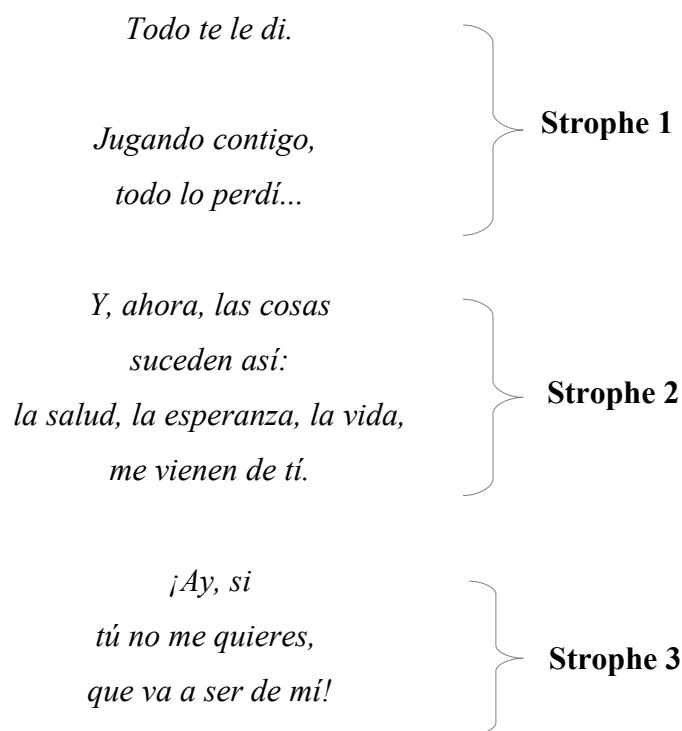 Todo te le di.
Jugando contigo,
todo lo perdí...
Strophe 1
Y, ahora, las cosas
suceden así:
la salud, la esperanza, la vida,
me vienen de tí.
Strophe 2
¡Ay, si
tú no me quieres,
que va a ser de mí!
Strophe 3